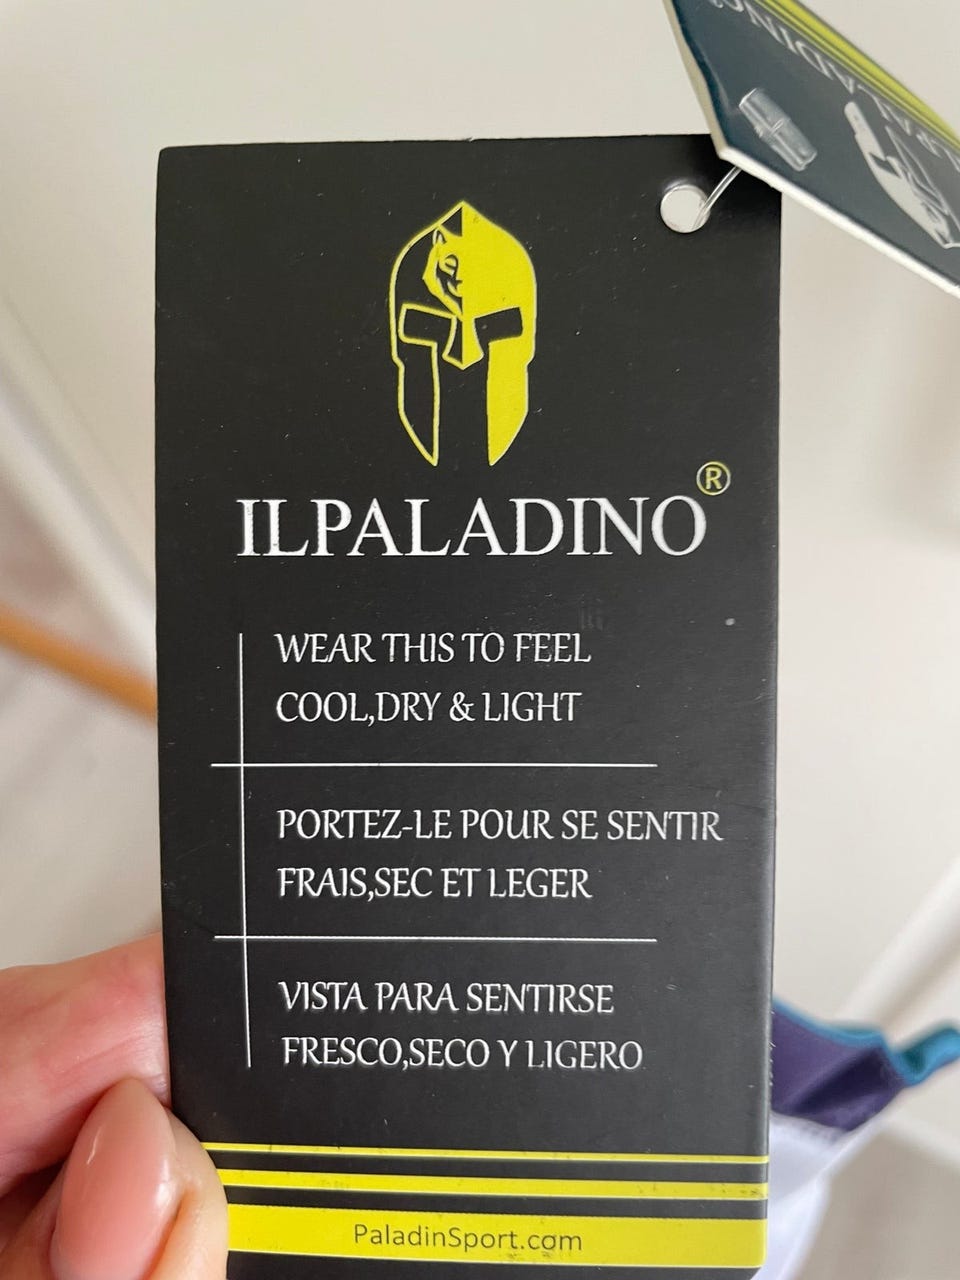 ILPALADINO®
WEAR THIS TO FEEL
COOL,DRY & LIGHT
PORTEZ-LE POUR SE SENTIR
FRAIS,SEC ET LEGER
VISTA PARA SENTIRSE
FRESCO,SECO Y LIGERO
PaladinSport.com